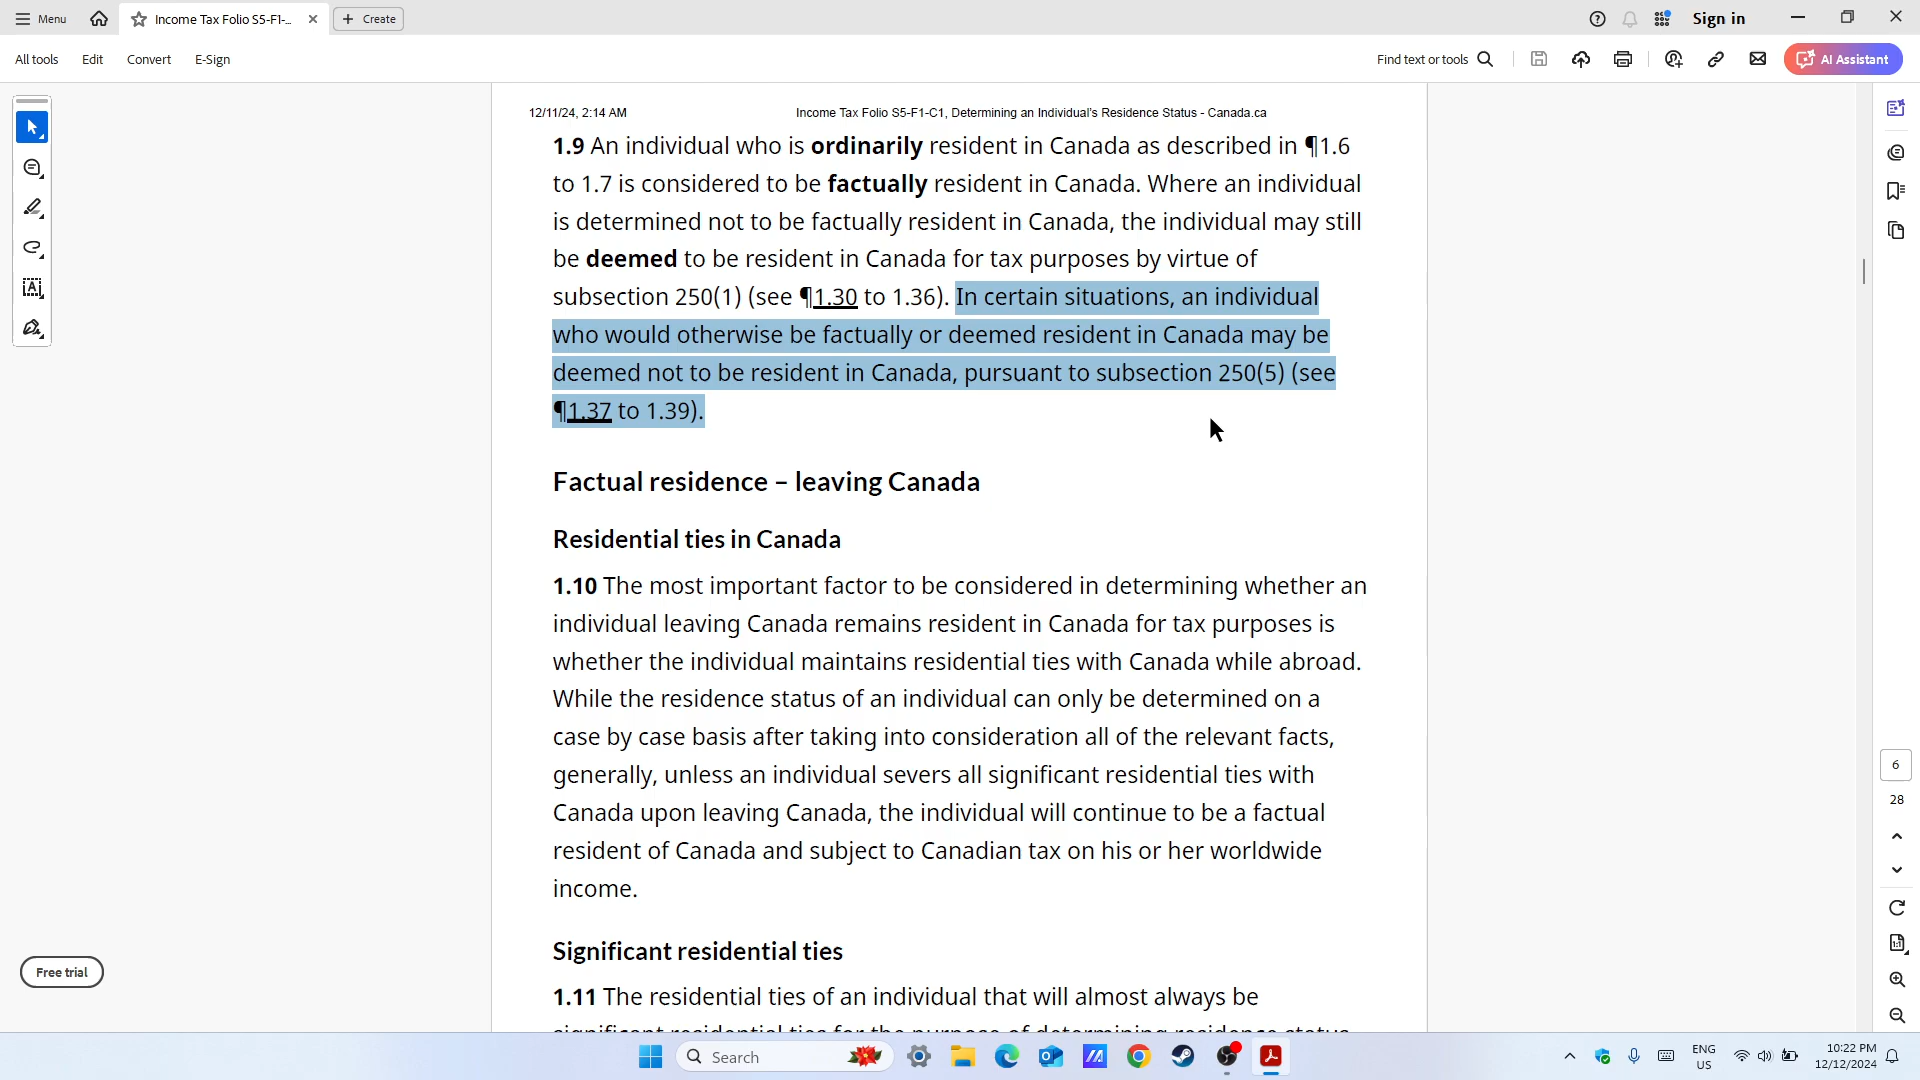 Menu
Income Tax Folio S5-F1-...
Create
Sign in
All tools
Edit
Convert
E-Sign
Find text or tools
AI Assistant
12/11/24, 2:14 AM
Income Tax Folio S5-F1-C1, Determining an Individual's Residence Status - Canada.ca
1.9 An individual who is ordinarily resident in Canada as described in ¶1.6
to 1.7 is considered to be factually resident in Canada. Where an individual
is determined not to be factually resident in Canada, the individual may still
be deemed to be resident in Canada for tax purposes by virtue of
subsection 250(1) (see ¶1.30 to 1.36). In certain situations, an individual
who would otherwise be factually or deemed resident in Canada may be
deemed not to be resident in Canada, pursuant to subsection 250(5) (see
¶1.37 to 1.39).
Factual residence – leaving Canada
Residential ties in Canada
1.10 The most important factor to be considered in determining whether an
individual leaving Canada remains resident in Canada for tax purposes is
whether the individual maintains residential ties with Canada while abroad.
While the residence status of an individual can only be determined on a
case by case basis after taking into consideration all of the relevant facts,
generally, unless an individual severs all significant residential ties with
Canada upon leaving Canada, the individual will continue to be a factual
resident of Canada and subject to Canadian tax on his or her worldwide
income.
Significant residential ties
1.11 The residential ties of an individual that will almost always be
significant residential ties for the purpose of determining residence status
6
28
Free trial
Search
ENG
US
10:22 PM
12/12/2024